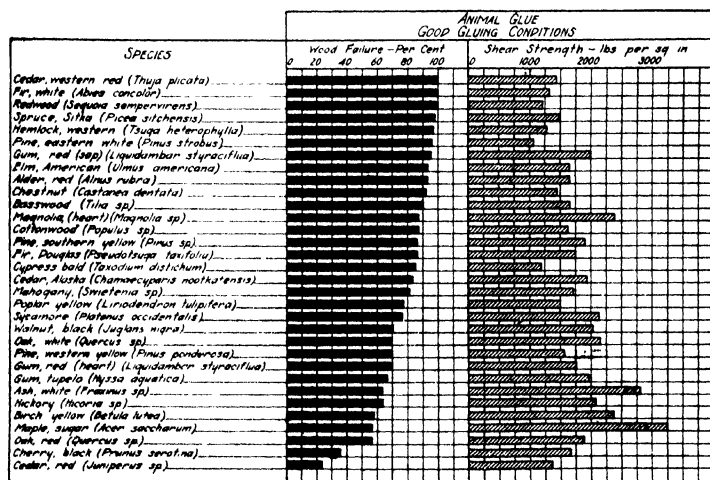 ANIMAL GLUE
GOOD GLUING CONDITIONS
SPECIES
Wood Failure - Per Cent
Shear Strength - lbs per sq in
0 20 40 60 80 100
0 1000 2000 3000
Cedar, western red (Thuja plicata)
Fir, white (Abies concolor)
Redwood (Sequoia sempervirens)
Spruce, Sitka (Picea sitchensis)
Hemlock, western (Tsuga heterophylla)
Pine, eastern white (Pinus strobus)
Gum, red (sap) (Liquidambar styraciflua)
Elm, American (Ulmus americana)
Alder, red (Alnus rubra)
Chestnut (Castanea dentata)
Basswood (Tilia sp)
Magnolia, (heart) (Magnolia sp)
Cottonwood (Populus sp)
Pine, southern yellow (Pinus sp)
Fir, Douglas (Pseudotsuga taxifolia)
Cypress bald (Taxodium distichum)
Cedar, Alaska (Chamaecyparis nootkatensis)
Mahogany, (Swietenia sp)
Poplar yellow (Liriodendron tulipifera)
Sycamore (Platanus occidentalis)
Walnut, black (Juglans nigra)
Oak, white (Quercus sp)
Pine, western yellow (Pinus ponderosa)
Gum, red (heart) (Liquidambar styraciflua)
Gum, tupelo (Nyssa aquatica)
Ash, white (Fraxinus sp)
Hickory (Hicoria sp)
Birch yellow (Betula lutea)
Maple, sugar (Acer saccharum)
Oak, red (Quercus sp)
Cherry, black (Prunus serotina)
Cedar, red (Juniperus sp)